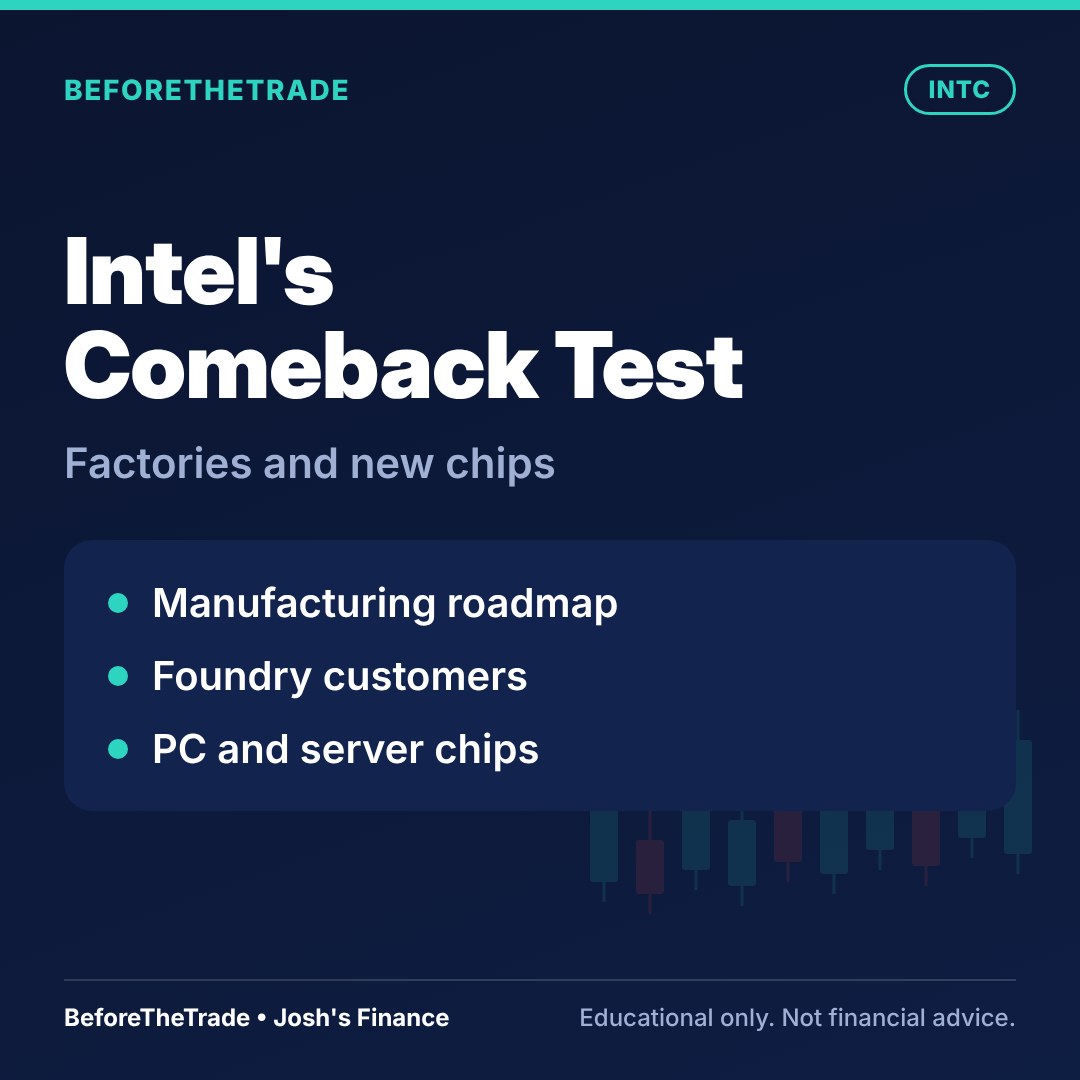 BEFORETHETRADE
INTC
Intel's
Comeback Test
Factories and new chips
Manufacturing roadmap
Foundry customers
PC and server chips
BeforeTheTrade • Josh's Finance
Educational only. Not financial advice.